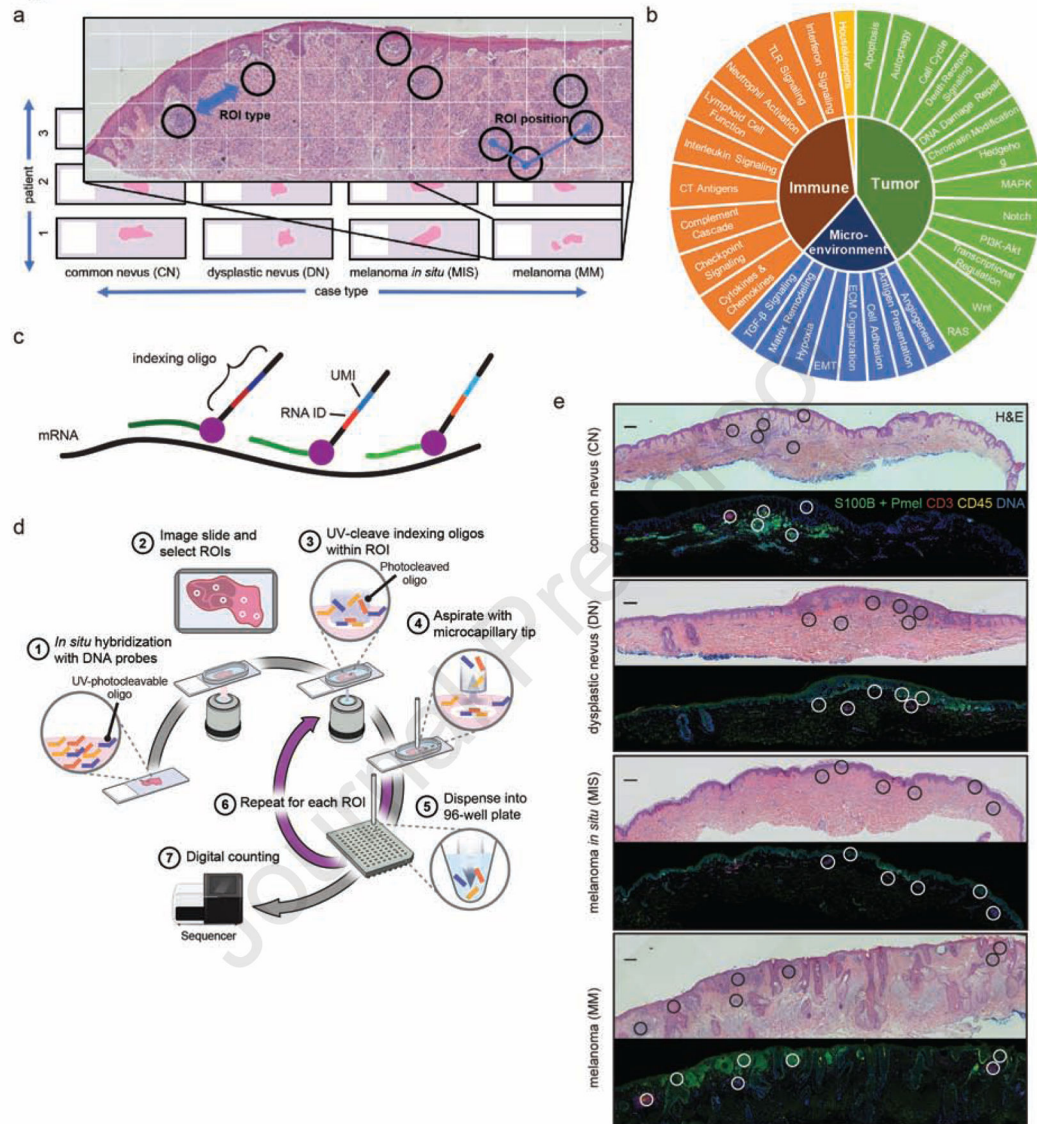 a
ROI type
ROI position
patient
3
2
1
common nevus (CN)
dysplastic nevus (DN)
melanoma in situ (MIS)
melanoma (MM)
case type
b
Housekeepers
Apoptosis
Autophagy
Cell Cycle
Death Receptor
Signaling
DNA Damage Repair
Chromatin Modification
Hedgeho
g
MAPK
Notch
PI3K-Akt
Transcriptional
Regulation
Wnt
RAS
Angiogenesis
Antigen Presentation
Cell Adhesion
ECM Organization
EMT
Hypoxia
Matrix Remodeling
TGF-β Signaling
Cytokines &
Chemokines
Checkpoint
Signaling
Complement
Cascade
CT Antigens
Interleukin Signaling
Lymphoid Cell
Function
Neutrophil Activation
TLR Signaling
Interferon Signaling
Immune
Tumor
Micro-
environment
c
indexing oligo
UMI
RNA ID
mRNA
d
1 In situ hybridization
with DNA probes
UV-photocleavable
oligo
2 Image slide and
select ROIs
3 UV-cleave indexing oligos
within ROI
Photocleaved
oligo
4 Aspirate with
microcapillary tip
5 Dispense into
96-well plate
6 Repeat for each ROI
7 Digital counting
Sequencer
e
H&E
S100B + Pmel CD3 CD45 DNA
common nevus (CN)
dysplastic nevus (DN)
melanoma in situ (MIS)
melanoma (MM)
Journal Pre-proo